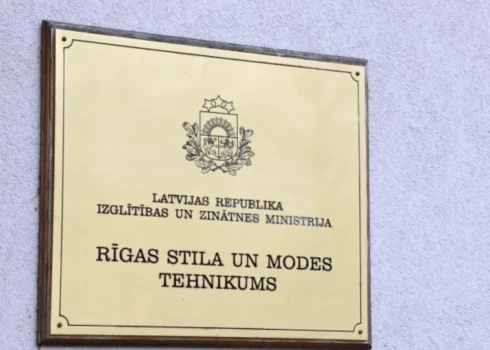 LATVIJAS REPUBLIKA
IZGLĪTĪBAS UN ZINĀTNES MINISTRIJA
RĪGAS STILA UN MODES
TEHNIKUMS